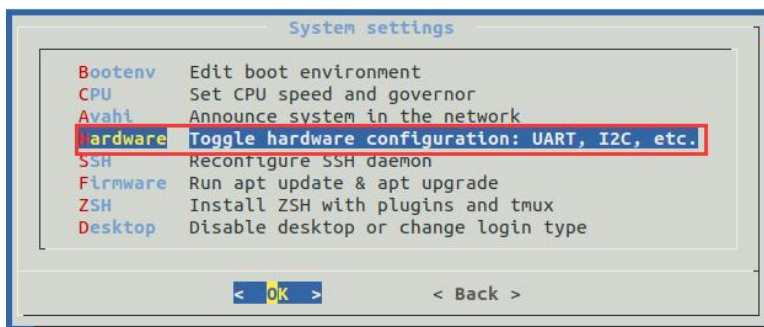 System settings
Bootenv Edit boot environment
CPU Set CPU speed and governor
Avahi Announce system in the network
Hardware Toggle hardware configuration: UART, I2C, etc.
SSH Reconfigure SSH daemon
Firmware Run apt update & apt upgrade
ZSH Install ZSH with plugins and tmux
Desktop Disable desktop or change login type
< OK > < Back >